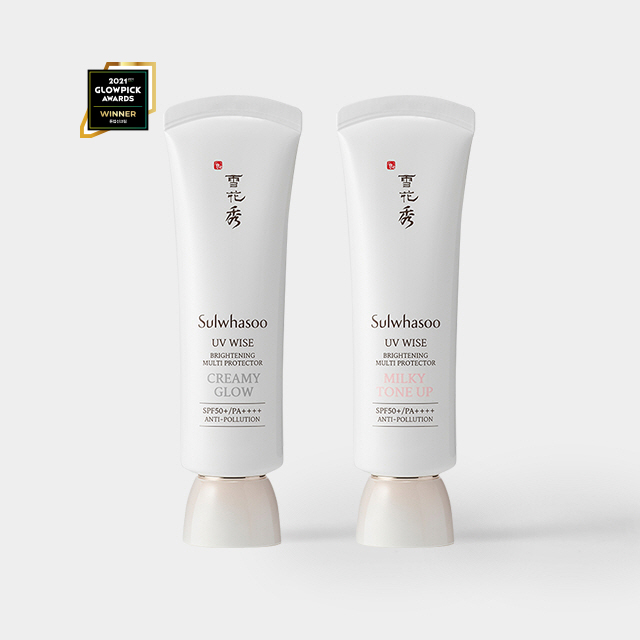 2021
GLOWPICK
AWARDS
WINNER
雪
花
秀
Sulwhasoo
UV WISE
BRIGHTENING
MULTI PROTECTOR
CREAMY
GLOW
SPF50+/PA++++
ANTI-POLLUTION
雪
花
秀
Sulwhasoo
UV WISE
BRIGHTENING
MULTI PROTECTOR
MILKY
TONE UP
SPF50+/PA++++
ANTI-POLLUTION